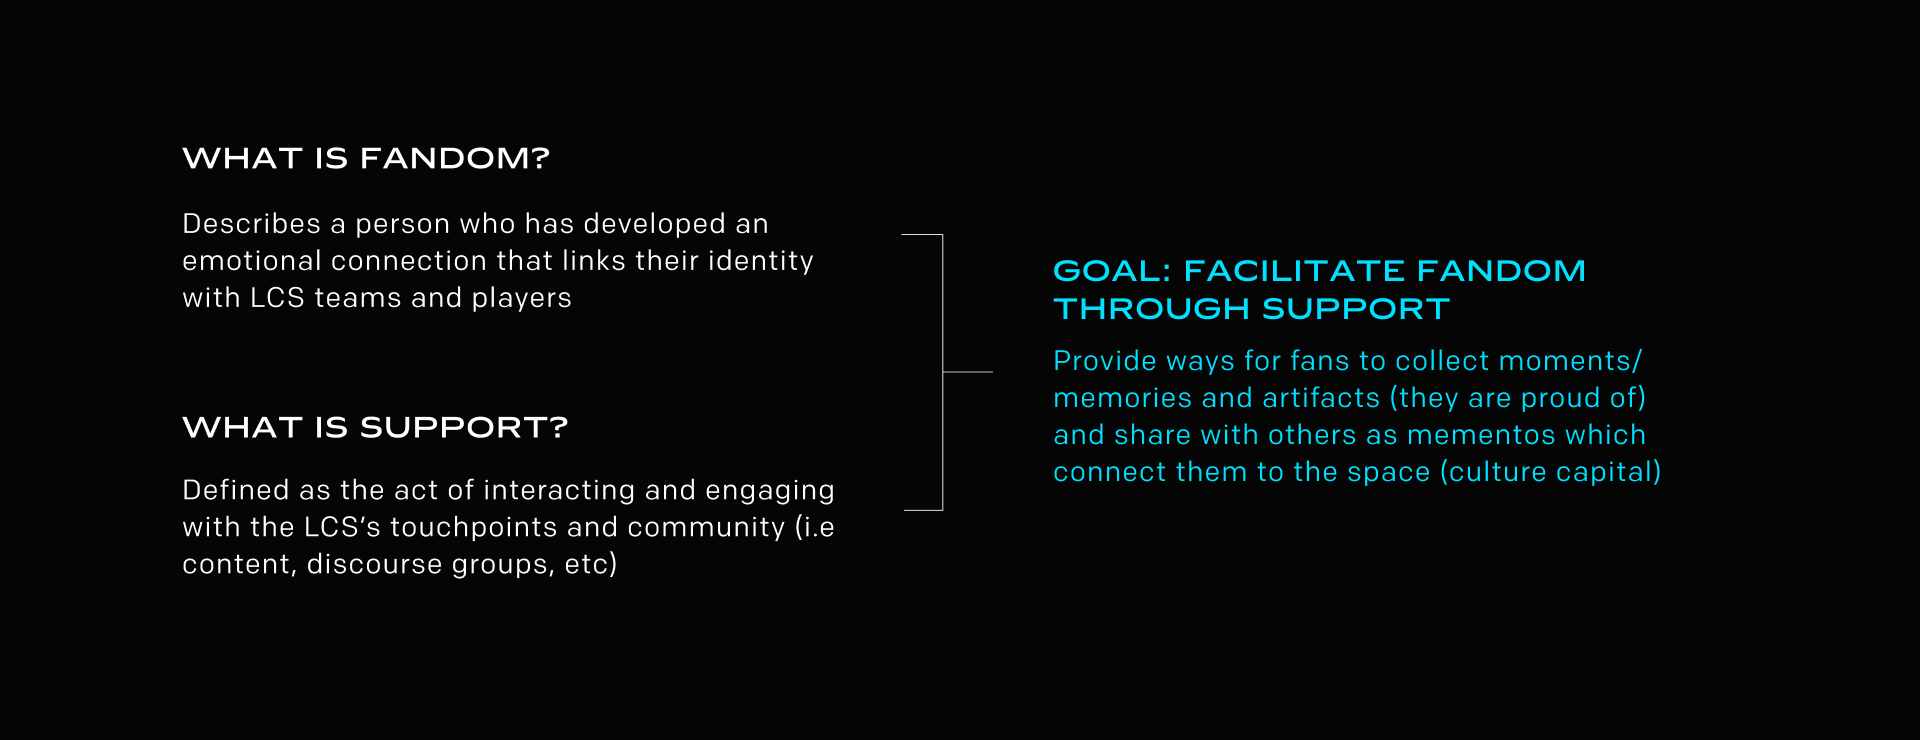 WHAT IS FANDOM?
Describes a person who has developed an
emotional connection that links their identity
with LCS teams and players
WHAT IS SUPPORT?
Defined as the act of interacting and engaging
with the LCS’s touchpoints and community (i.e
content, discourse groups, etc)
GOAL: FACILITATE FANDOM
THROUGH SUPPORT
Provide ways for fans to collect moments/
memories and artifacts (they are proud of)
and share with others as mementos which
connect them to the space (culture capital)